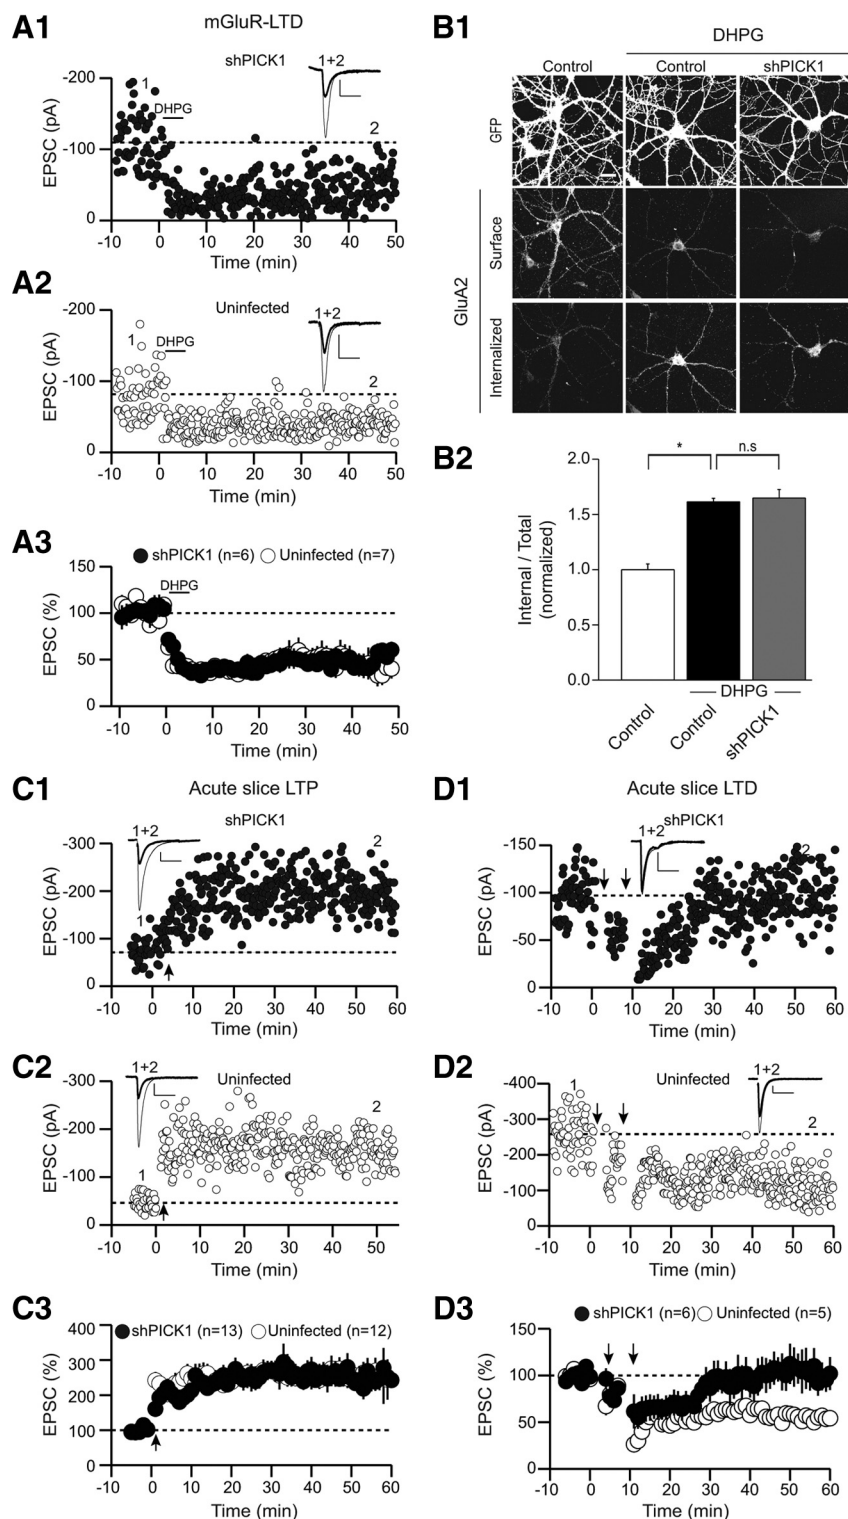 A1
mGluR-LTD
shPICK1
1+2
-200
1
DHPG
2
-100
0
EPSC (pA)
-10 0 10 20 30 40 50
Time (min)
A2
Uninfected
1+2
-200
1
DHPG
2
-100
0
EPSC (pA)
-10 0 10 20 30 40 50
Time (min)
A3
shPICK1 (n=6) Uninfected (n=7)
DHPG
150
100
50
0
EPSC (%)
-10 0 10 20 30 40 50
Time (min)
B1
DHPG
Control Control shPICK1
GFP
Surface
Internalized
GluA2
B2
* n.s
2.0
1.5
1.0
0.5
0.0
Internal / Total
(normalized)
DHPG
Control Control shPICK1
C1
Acute slice LTP
shPICK1
1+2
2
-300
-200
1
-100
0
EPSC (pA)
0 10 20 30 40 50 60
Time (min)
C2
Uninfected
1+2
2
-300
-200
1
-100
0
EPSC (pA)
0 10 20 30 40 50
Time (min)
C3
shPICK1 (n=13) Uninfected (n=12)
400
300
200
100
0
EPSC (%)
-10 0 10 20 30 40 50 60
Time (min)
D1
Acute slice LTD
shPICK1
1+2
1
2
-150
-100
-50
0
EPSC (pA)
-10 0 10 20 30 40 50 60
Time (min)
D2
Uninfected
1+2
1
2
-400
-300
-200
-100
0
EPSC (pA)
-10 0 10 20 30 40 50 60
Time (min)
D3
shPICK1 (n=6) Uninfected (n=5)
150
100
50
0
EPSC (%)
-10 0 10 20 30 40 50 60
Time (min)